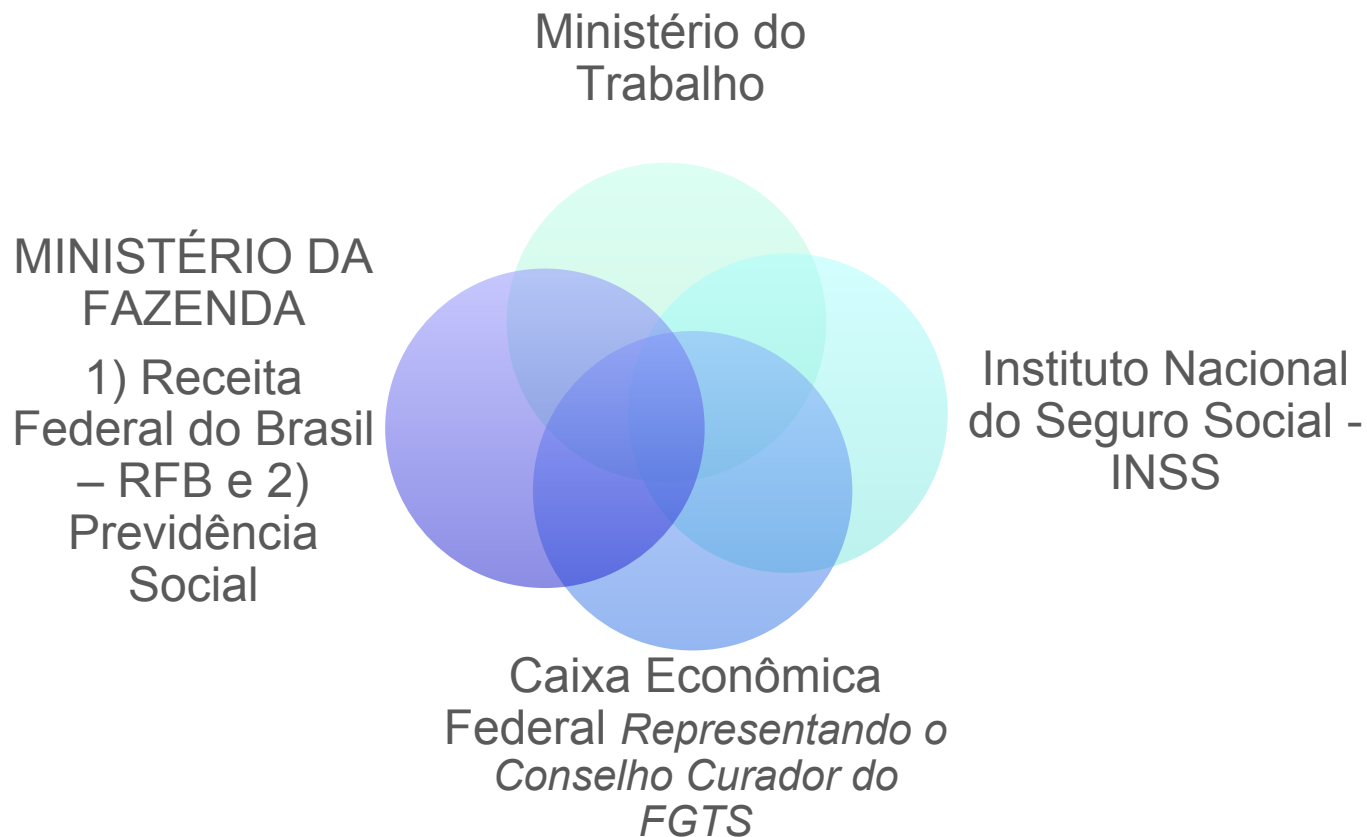 Ministério do
Trabalho
MINISTÉRIO DA
FAZENDA
1) Receita
Federal do Brasil
– RFB e 2)
Previdência
Social
Instituto Nacional
do Seguro Social -
INSS
Caixa Econômica
Federal Representando o
Conselho Curador do
FGTS